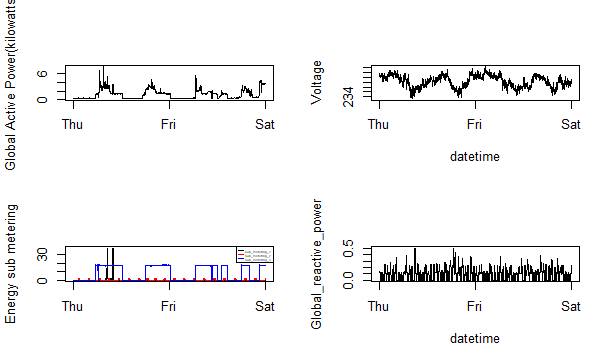 Global Active Power(kilowatts
6
0
Thu
Fri
Sat
Voltage
234
Thu
Fri
Sat
datetime
Energy sub metering
30
0
Thu
Fri
Sat
Global_reactive_power
0.5
0.0
Thu
Fri
Sat
datetime